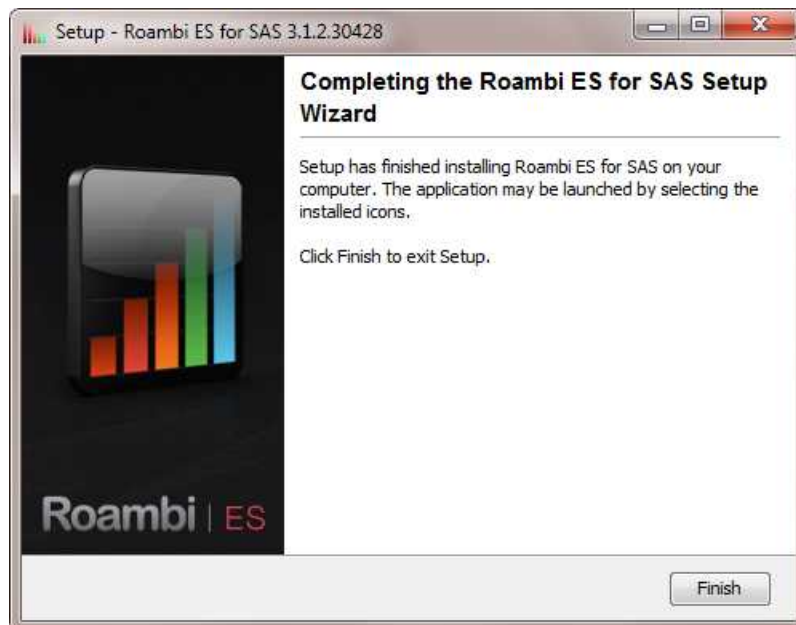 Setup - Roambi ES for SAS 3.1.2.30428
Completing the Roambi ES for SAS Setup
Wizard
Setup has finished installing Roambi ES for SAS on your
computer. The application may be launched by selecting the
installed icons.
Click Finish to exit Setup.
Roambi | ES
Finish